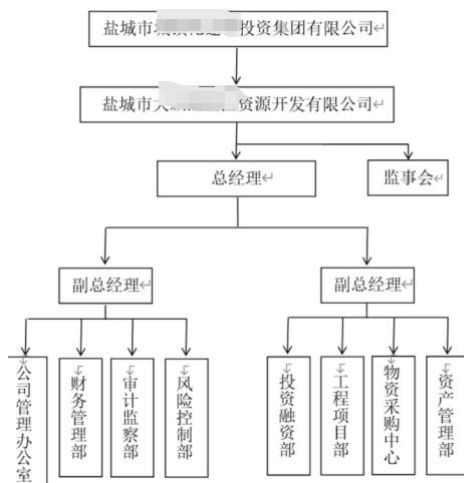 盐城市 投资集团有限公司
盐城市 资源开发有限公司
总经理
监事会
副总经理
副总经理
公司管理办公室
财务管理部
审计监察部
风险控制部
投资融资部
工程项目部
物资采购中心
资产管理部